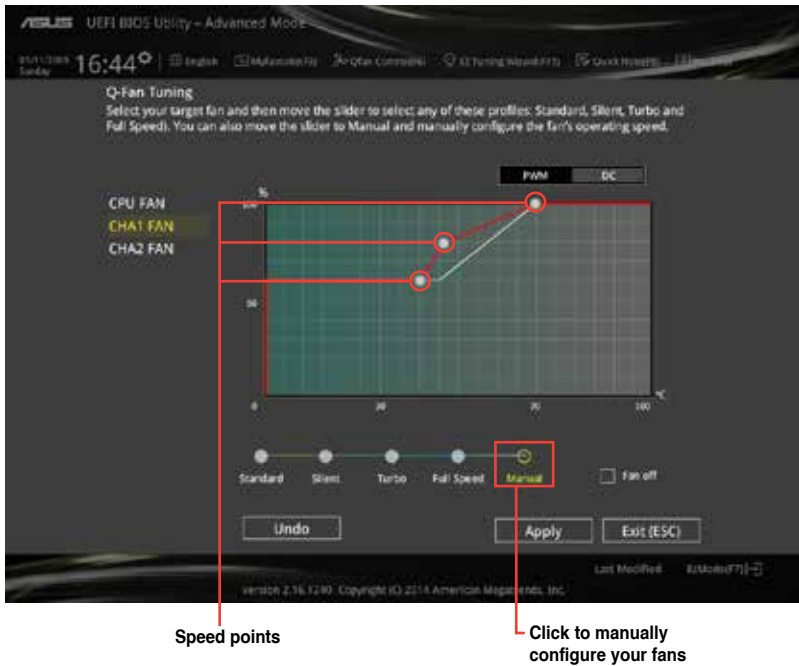 ASUS UEFI BIOS Utility – Advanced Mode
Sunday 16:44 English
Q-Fan Tuning
Select your target fan and then move the slider to select any of these profiles: Standard, Silent, Turbo and
Full Speed). You can also move the slider to Manual and manually configure the fan's operating speed.
PWM DC
%
CPU FAN 100
CHA1 FAN
CHA2 FAN
50
°C
0 30 70 100
Standard Silent Turbo Full Speed Manual Fan off
Undo Apply Exit (ESC)
Last Modified EzMode(F7)
Version 2.16.1240. Copyright (C) 2014 American Megatrends, Inc.
Speed points
Click to manually
configure your fans